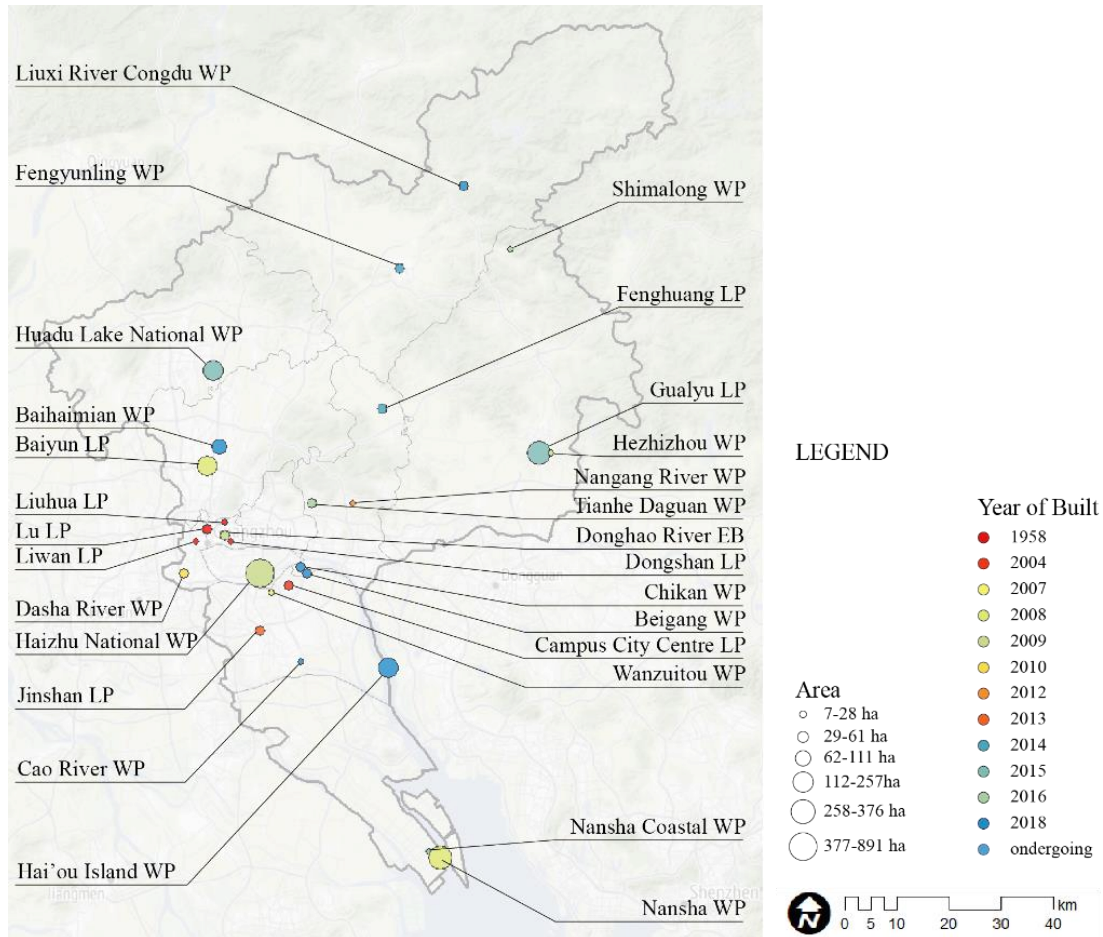 Liuxi River Congdu WP
Fengyunling WP
Shimalong WP
Fenghuang LP
Huadu Lake National WP
Gualyu LP
Baihaimian WP
Baiyun LP
Hezhizhou WP
Nangang River WP
Liuhua LP
Tianhe Daguan WP
Lu LP
Donghao River EB
Liwan LP
Dongshan LP
Dongguan
Chikan WP
Dasha River WP
Beigang WP
Haizhu National WP
Campus City Centre LP
Wanzuitou WP
Jinshan LP
Cao River WP
Nansha Coastal WP
Hai'ou Island WP
Nansha WP
Shenzhen
LEGEND
Year of Built
1958
2004
2007
2008
2009
2010
2012
2013
2014
2015
2016
2018
ondergoing
Area
7-28 ha
29-61 ha
62-111 ha
112-257ha
258-376 ha
377-891 ha
N
km
0 5 10 20 30 40